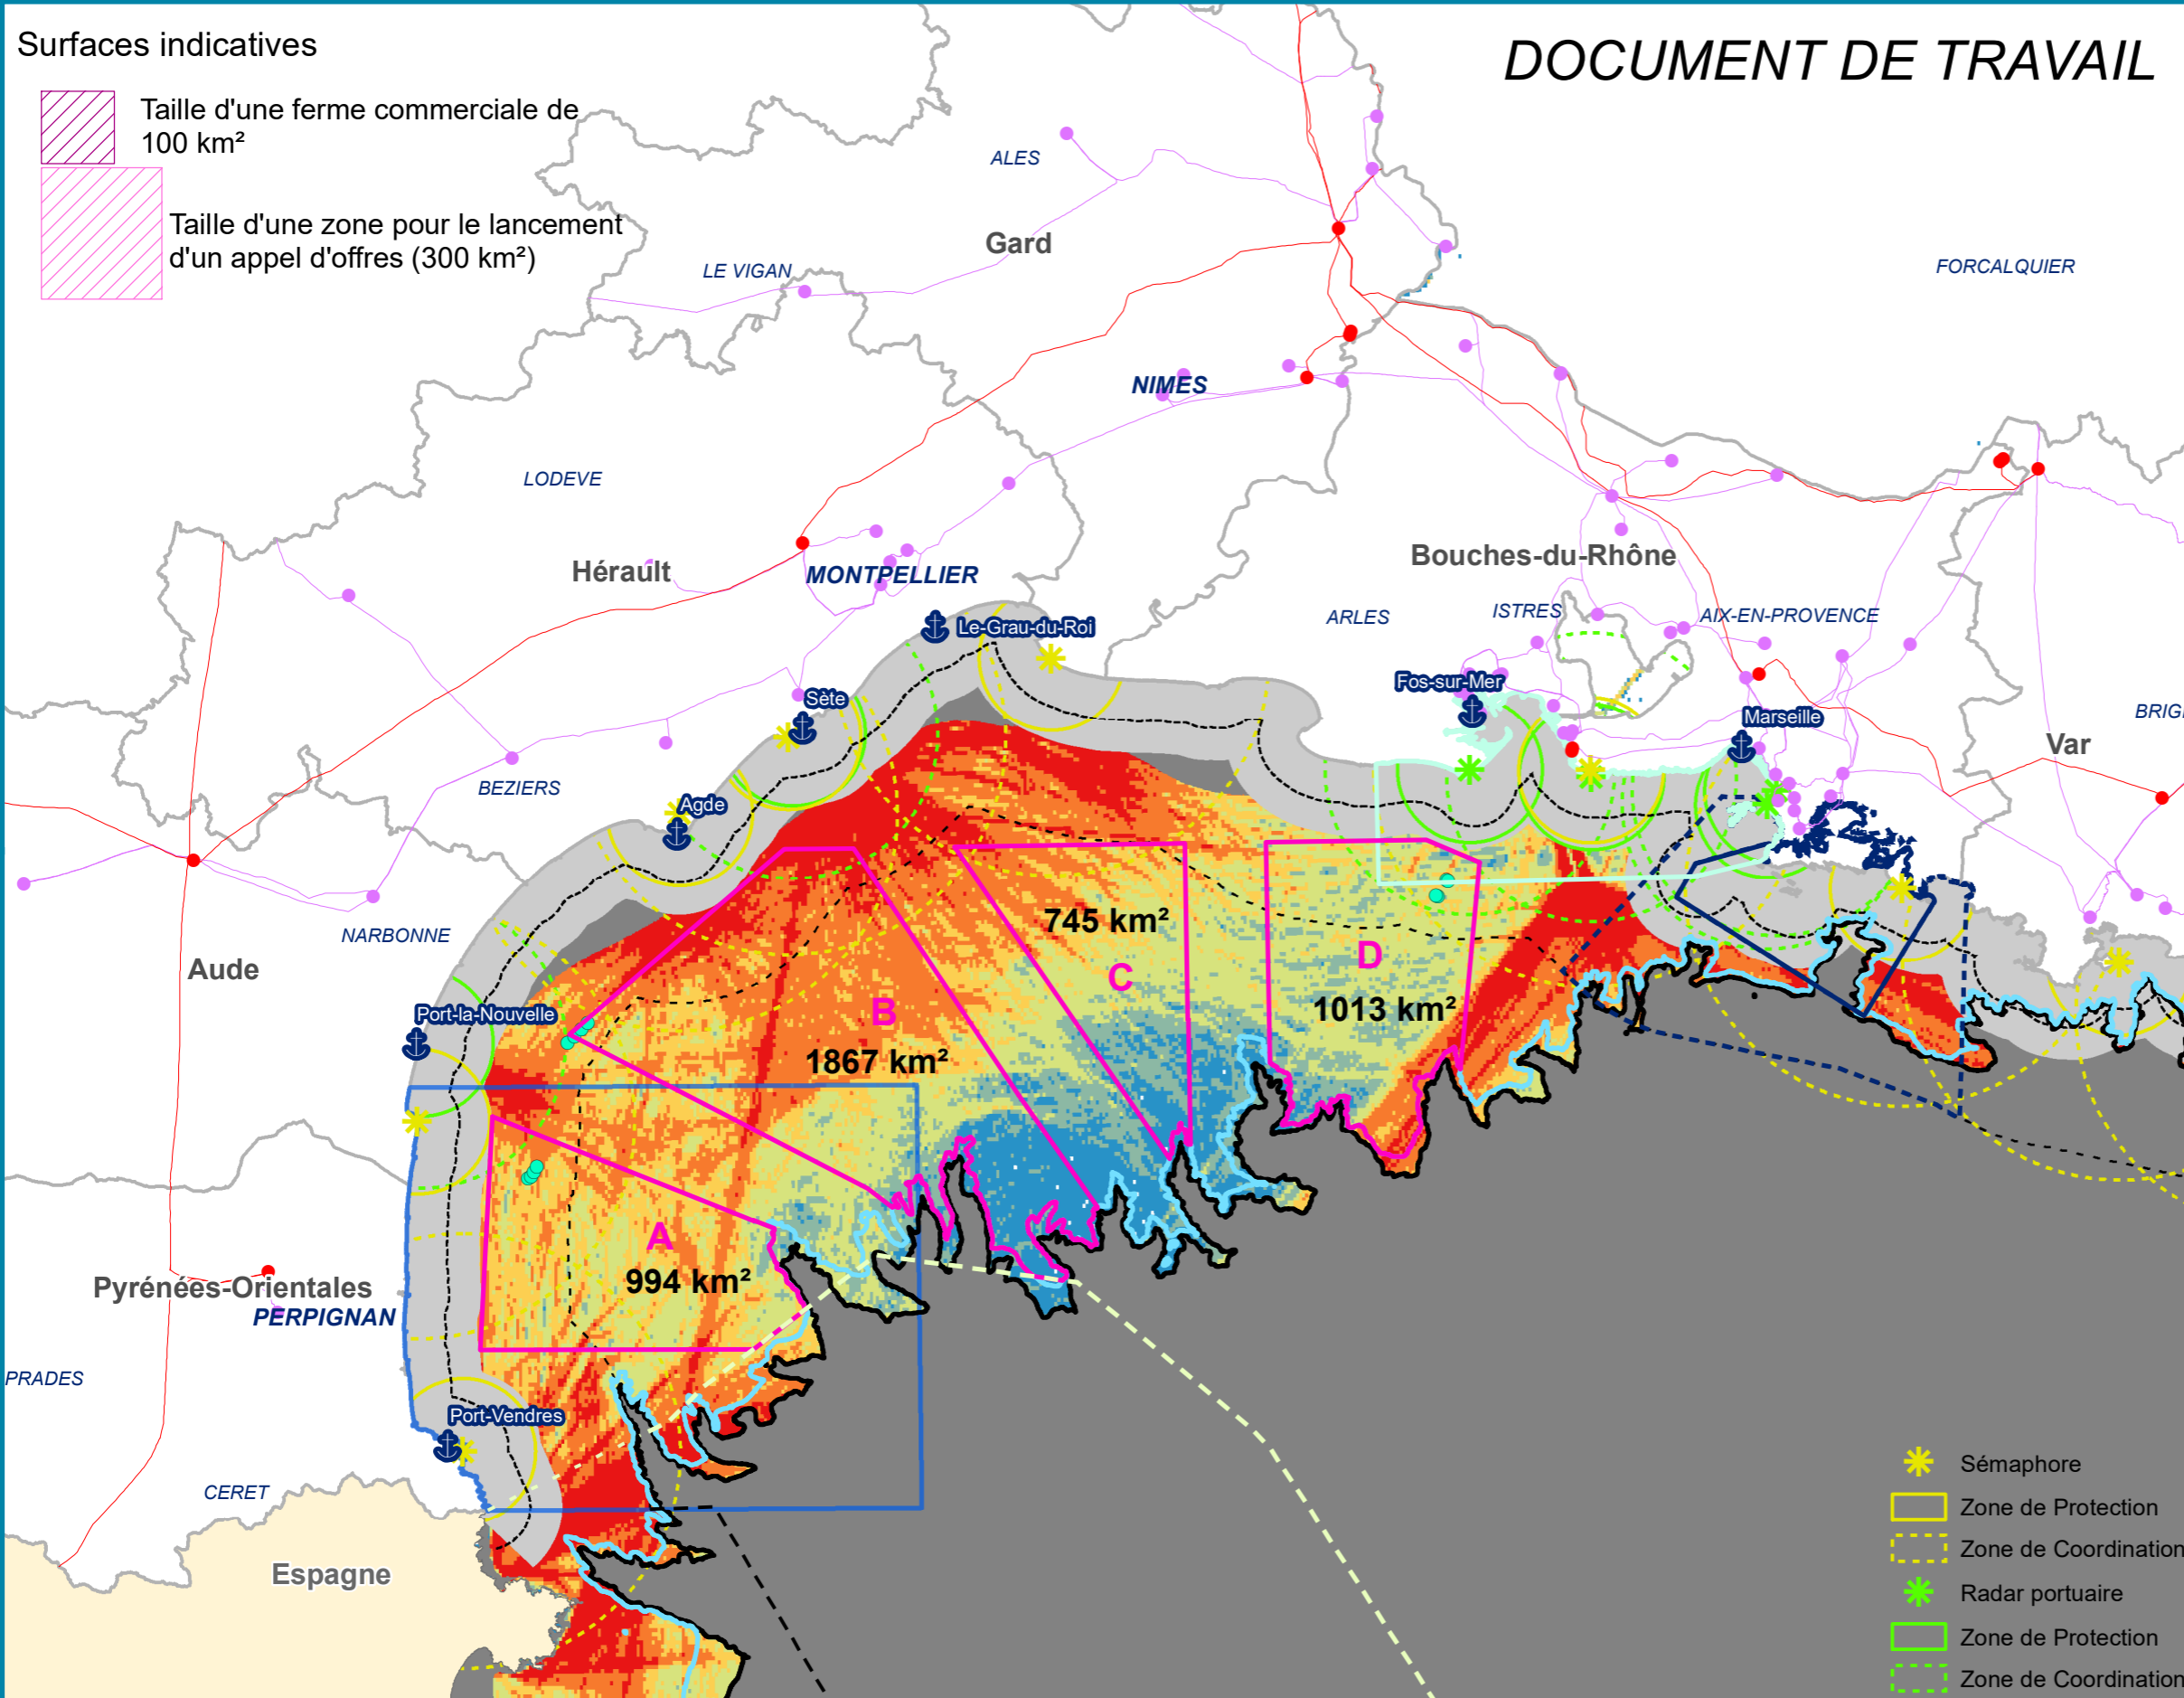 Surfaces indicatives
DOCUMENT DE TRAVAIL
Taille d'une ferme commerciale de
100 km²
Taille d'une zone pour le lancement
d'un appel d'offres (300 km²)
ALES
Gard
LE VIGAN
FORCALQUIER
NIMES
LODEVE
Hérault
MONTPELLIER
Bouches-du-Rhône
ARLES
ISTRES
AIX-EN-PROVENCE
Le-Grau-du-Roi
Fos-sur-Mer
Sète
Marseille
BRIG
Var
BEZIERS
Agde
NARBONNE
Aude
745 km²
C
D
1013 km²
Port-la-Nouvelle
B
1867 km²
A
994 km²
Pyrénées-Orientales
PERPIGNAN
PRADES
Port-Vendres
CERET
Espagne
Sémaphore
Zone de Protection
Zone de Coordination
Radar portuaire
Zone de Protection
Zone de Coordination